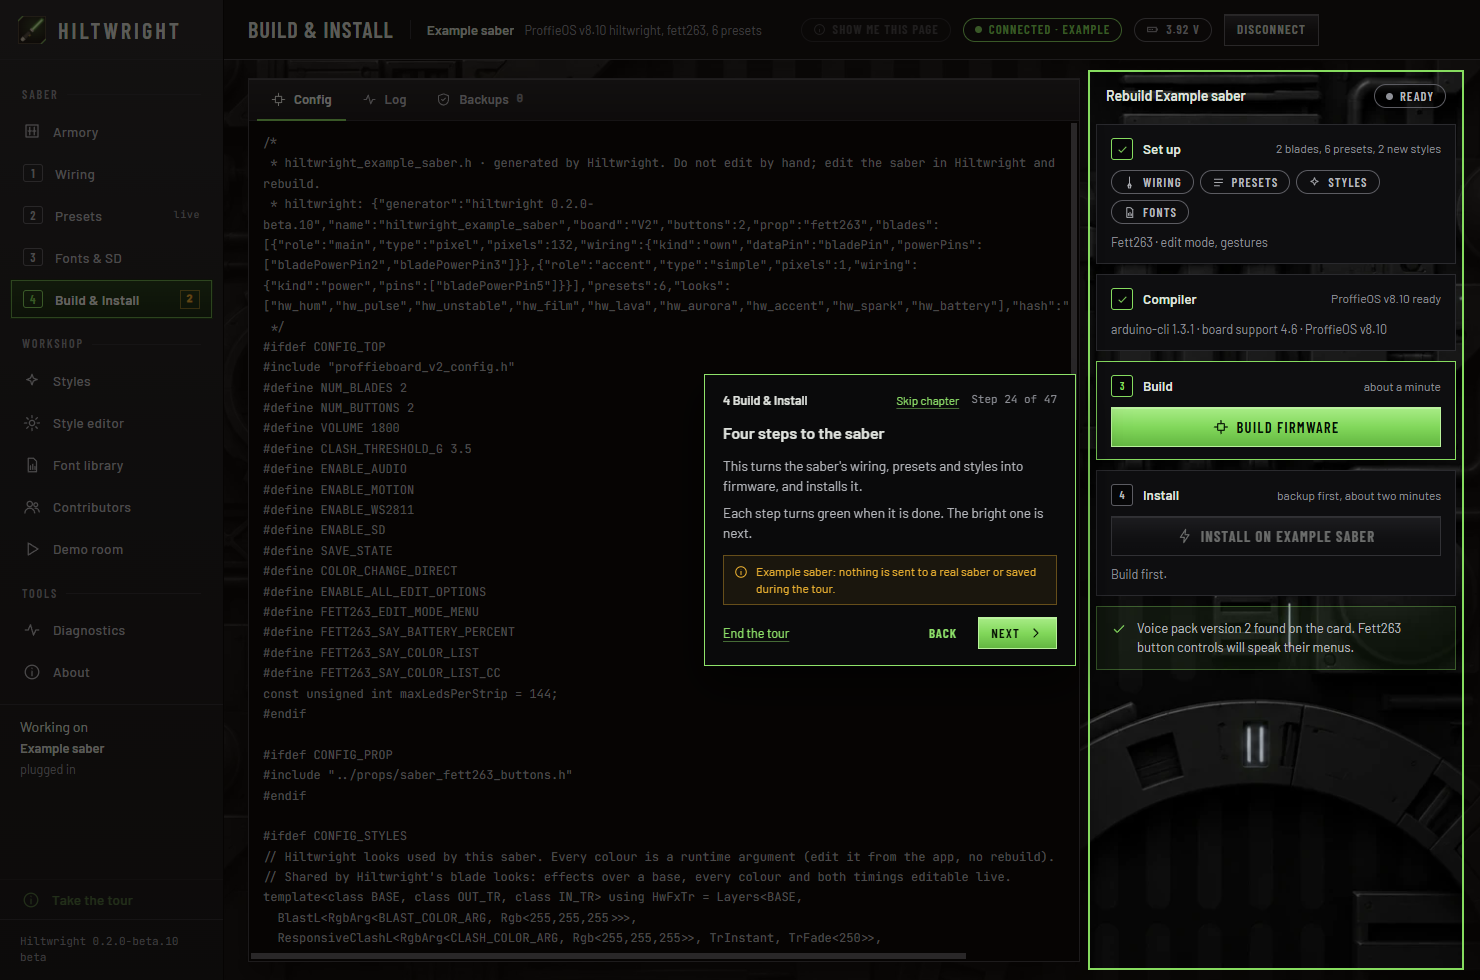 HILTWRIGHT
SABER
Armory
1 Wiring
2 Presets live
3 Fonts & SD
4 Build & Install 2
WORKSHOP
Styles
Style editor
Font library
Contributors
Demo room
TOOLS
Diagnostics
About
Working on
Example saber
plugged in
Take the tour
Hiltwright 0.2.0-beta.10
beta
BUILD & INSTALL
Example saber ProffieOS v8.10 hiltwright, fett263, 6 presets
SHOW ME THIS PAGE
CONNECTED · EXAMPLE
3.92 V
DISCONNECT
Config Log Backups 0
/*
* hiltwright_example_saber.h · generated by Hiltwright. Do not edit by hand; edit the saber in Hiltwright and
rebuild.
* hiltwright: {"generator":"hiltwright 0.2.0-
beta.10","name":"hiltwright_example_saber","board":"V2","buttons":2,"prop":"fett263","blades":
[{"role":"main","type":"pixel","pixels":132,"wiring":{"kind":"own","dataPin":"bladePin","powerPins":
["bladePowerPin2","bladePowerPin3"]}},{"role":"accent","type":"simple","pixels":1,"wiring":
{"kind":"power","pins":["bladePowerPin5"]}}],"presets":6,"looks":
["hw_hum","hw_pulse","hw_unstable","hw_film","hw_lava","hw_aurora","hw_accent","hw_spark","hw_battery"],"hash":"
*/
#ifdef CONFIG_TOP
#include "proffieboard_v2_config.h"
#define NUM_BLADES 2
#define NUM_BUTTONS 2
#define VOLUME 1800
#define CLASH_THRESHOLD_G 3.5
#define ENABLE_AUDIO
#define ENABLE_MOTION
#define ENABLE_WS2811
#define ENABLE_SD
#define SAVE_STATE
#define COLOR_CHANGE_DIRECT
#define ENABLE_ALL_EDIT_OPTIONS
#define FETT263_EDIT_MODE_MENU
#define FETT263_SAY_BATTERY_PERCENT
#define FETT263_SAY_COLOR_LIST
#define FETT263_SAY_COLOR_LIST_CC
const unsigned int maxLedsPerStrip = 144;
#endif
#ifdef CONFIG_PROP
#include "../props/saber_fett263_buttons.h"
#endif
#ifdef CONFIG_STYLES
// Hiltwright looks used by this saber. Every colour is a runtime argument (edit it from the app, no rebuild).
// Shared by Hiltwright's blade looks: effects over a base, every colour and both timings editable live.
template<class BASE, class OUT_TR, class IN_TR> using HwFxTr = Layers<BASE,
BlastL<RgbArg<BLAST_COLOR_ARG, Rgb<255,255,255>>>,
ResponsiveClashL<RgbArg<CLASH_COLOR_ARG, Rgb<255,255,255>>, TrInstant, TrFade<250>>,
4 Build & Install Skip chapter Step 24 of 47
Four steps to the saber
This turns the saber's wiring, presets and styles into
firmware, and installs it.
Each step turns green when it is done. The bright one is
next.
Example saber: nothing is sent to a real saber or saved
during the tour.
End the tour BACK NEXT
Rebuild Example saber READY
Set up 2 blades, 6 presets, 2 new styles
WIRING PRESETS STYLES
FONTS
Fett263 · edit mode, gestures
Compiler ProffieOS v8.10 ready
arduino-cli 1.3.1 · board support 4.6 · ProffieOS v8.10
3 Build about a minute
BUILD FIRMWARE
4 Install backup first, about two minutes
INSTALL ON EXAMPLE SABER
Build first.
Voice pack version 2 found on the card. Fett263
button controls will speak their menus.